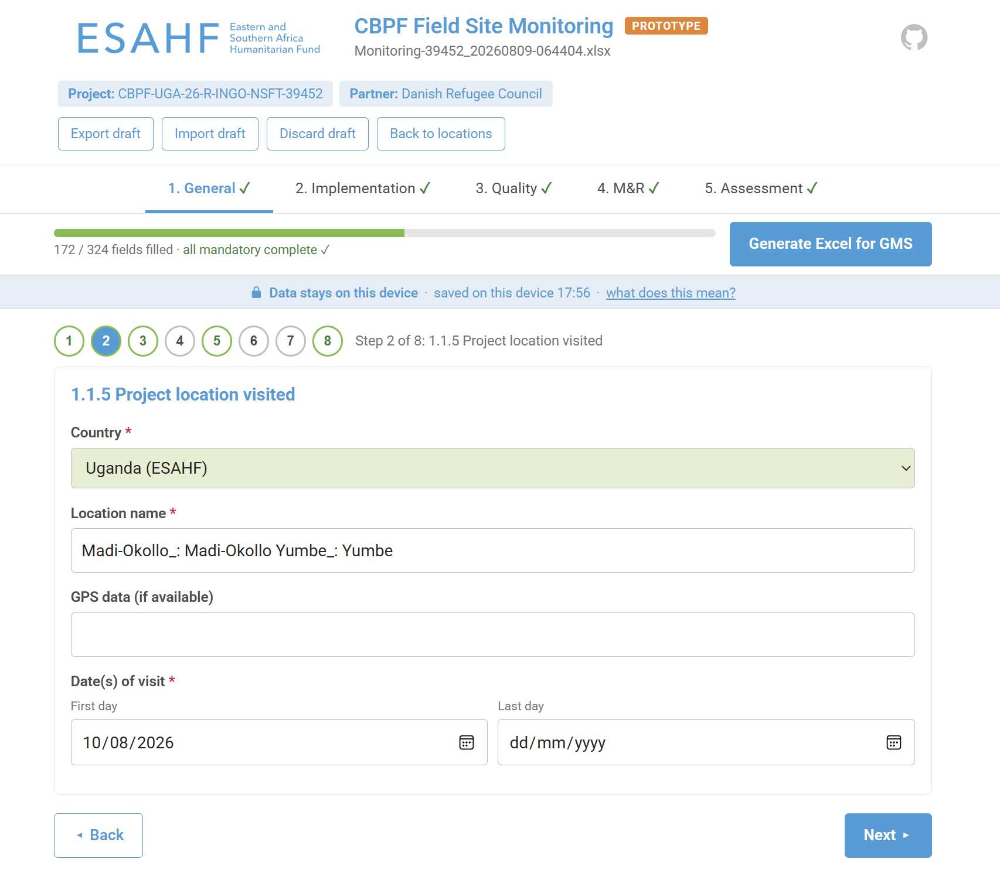 ESAHF
Eastern and
Southern Africa
Humanitarian Fund
CBPF Field Site Monitoring PROTOTYPE
Monitoring-39452_20260809-064404.xlsx
Project: CBPF-UGA-26-R-INGO-NSFT-39452
Partner: Danish Refugee Council
Export draft
Import draft
Discard draft
Back to locations
1. General ✓
2. Implementation ✓
3. Quality ✓
4. M&R ✓
5. Assessment ✓
172 / 324 fields filled · all mandatory complete ✓
Generate Excel for GMS
Data stays on this device · saved on this device 17:56 · what does this mean?
1 2 3 4 5 6 7 8 Step 2 of 8: 1.1.5 Project location visited
1.1.5 Project location visited
Country *
Uganda (ESAHF)
Location name *
Madi-Okollo_: Madi-Okollo Yumbe_: Yumbe
GPS data (if available)
Date(s) of visit *
First day
Last day
10/08/2026
dd/mm/yyyy
◂ Back
Next ▸